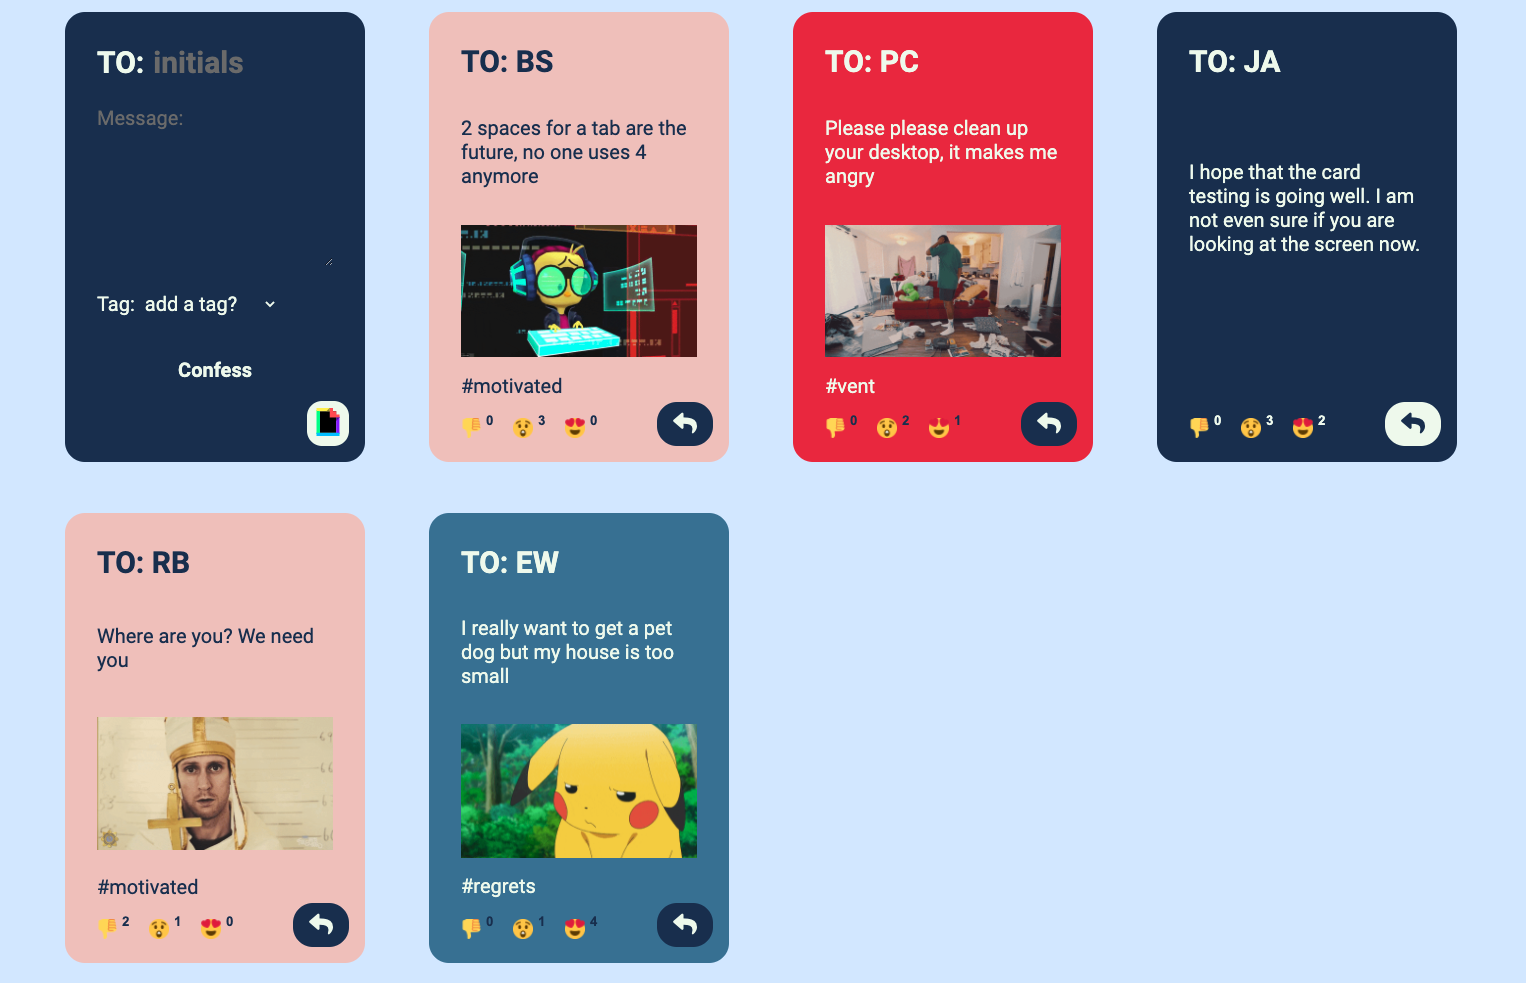 TO: initials
Message:
Tag: add a tag?
Confess
TO: BS
2 spaces for a tab are the
future, no one uses 4
anymore
#motivated
0 3 0
TO: PC
Please please clean up
your desktop, it makes me
angry
#vent
0 2 1
TO: JA
I hope that the card
testing is going well. I am
not even sure if you are
looking at the screen now.
0 3 2
TO: RB
Where are you? We need
you
#motivated
2 1 0
TO: EW
I really want to get a pet
dog but my house is too
small
#regrets
0 1 4